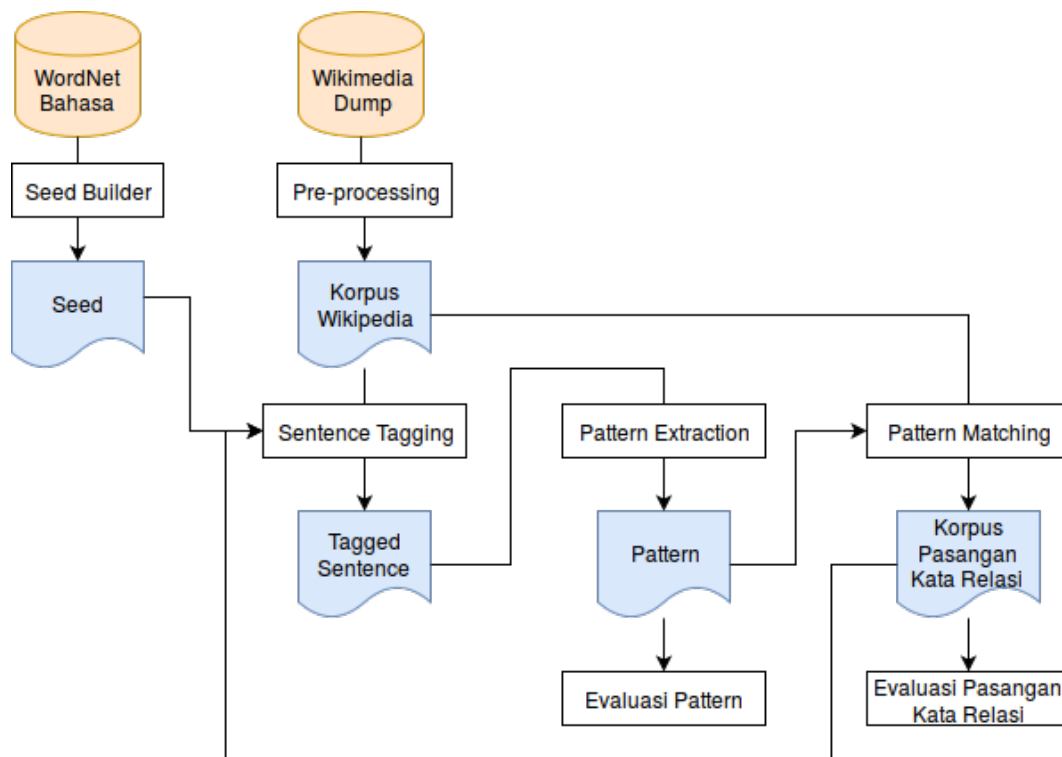 WordNet
Bahasa
Wikimedia
Dump
Seed Builder
Pre-processing
Seed
Korpus
Wikipedia
Sentence Tagging
Pattern Extraction
Pattern Matching
Tagged
Sentence
Pattern
Korpus
Pasangan
Kata Relasi
Evaluasi Pattern
Evaluasi Pasangan
Kata Relasi